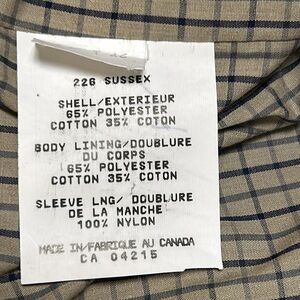 226 SUSSEX
SHELL/EXTERIEUR
65% POLYESTER
COTTON 35% COTON
BODY LINING/DOUBLURE
DU CORPS
65% POLYESTER
COTTON 35% COTON
SLEEVE LNG/ DOUBLURE
DE LA MANCHE
100% NYLON
MADE IN/FABRIQUE AU CANADA
CA 04215